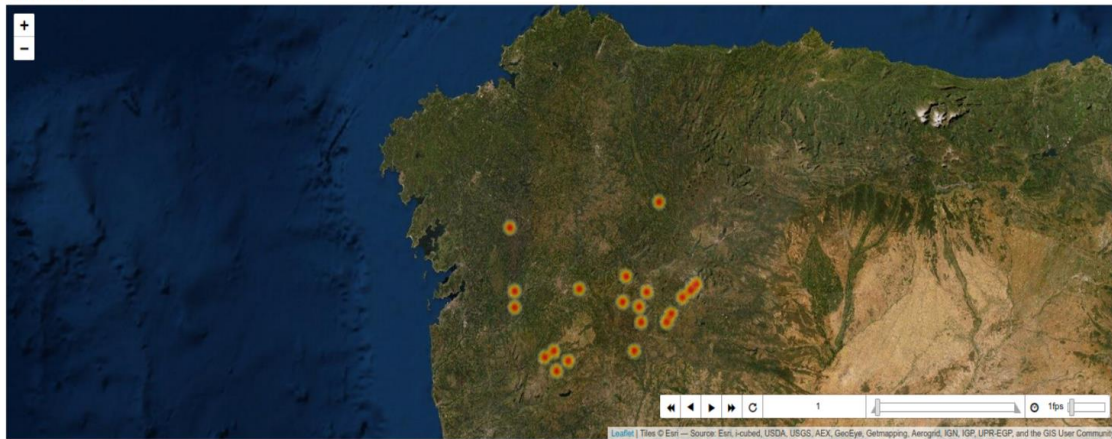 +
−
1
1fps
Leaflet | Tiles © Esri — Source: Esri, i-cubed, USDA, USGS, AEX, GeoEye, Getmapping, Aerogrid, IGN, IGP, UPR-EGP, and the GIS User Community